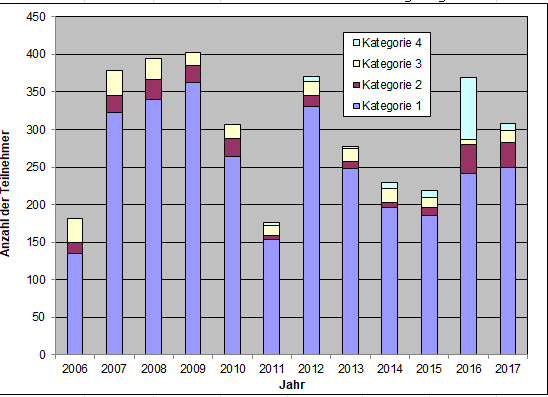 450
400
350
300
250
200
150
100
50
0
Anzahl der Teilnehmer
Kategorie 4
Kategorie 3
Kategorie 2
Kategorie 1
2006 2007 2008 2009 2010 2011 2012 2013 2014 2015 2016 2017
Jahr